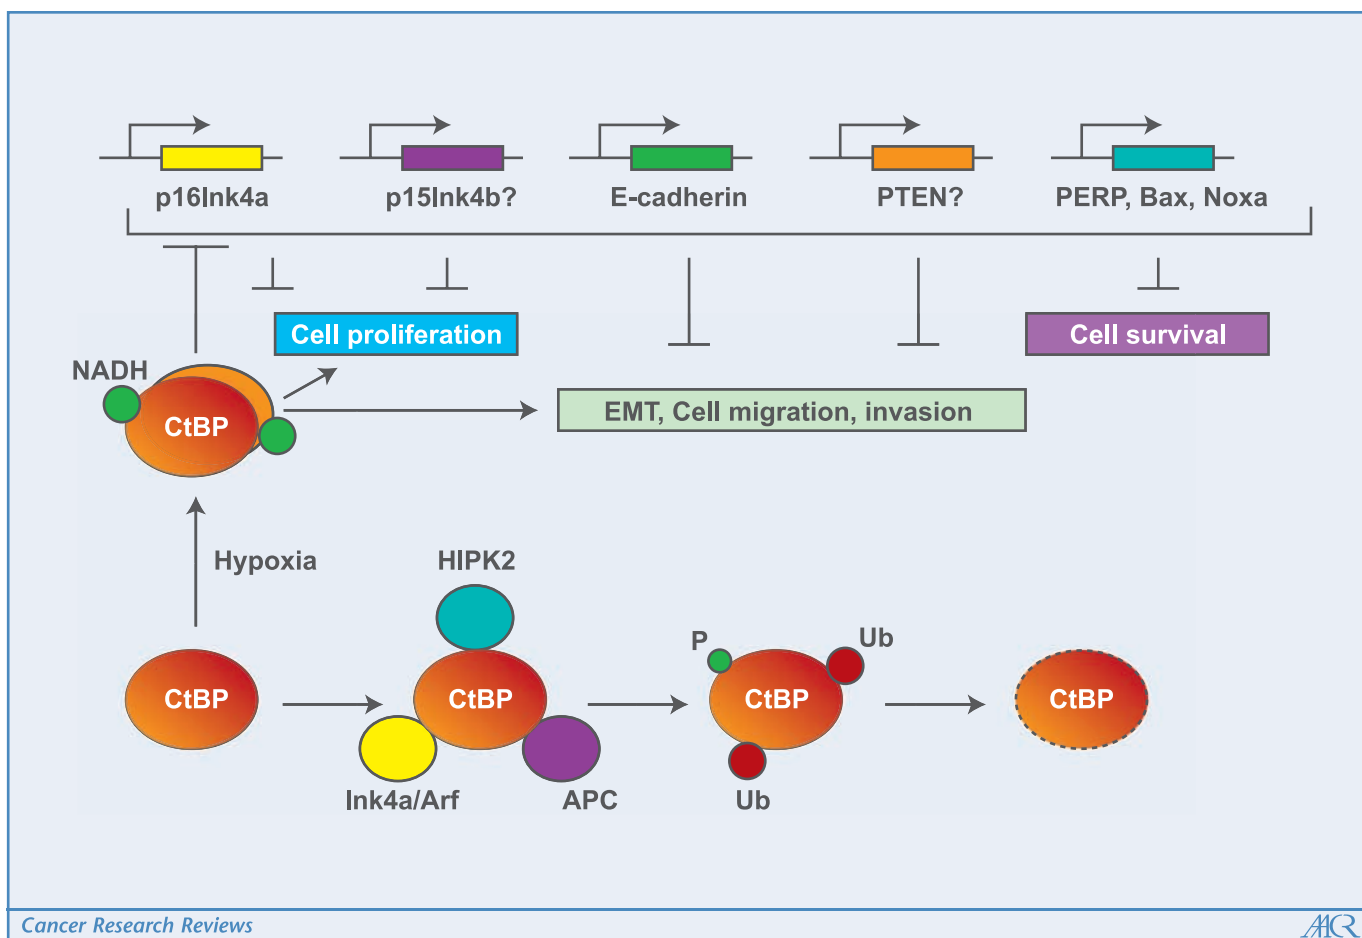 p16Ink4a
p15Ink4b?
E-cadherin
PTEN?
PERP, Bax, Noxa
Cell proliferation
Cell survival
NADH
CtBP
EMT, Cell migration, invasion
Hypoxia
HIPK2
CtBP
CtBP
Ink4a/Arf
APC
P
Ub
CtBP
Ub
CtBP
Cancer Research Reviews
AACR